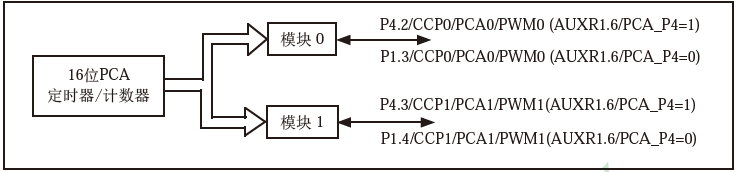 P4.2/CCP0/PCA0/PWM0 (AUXR1.6/PCA_P4=1)
模块 0
P1.3/CCP0/PCA0/PWM0 (AUXR1.6/PCA_P4=0)
16位PCA
定时器/计数器
P4.3/CCP1/PCA1/PWM1(AUXR1.6/PCA_P4=1)
模块 1
P1.4/CCP1/PCA1/PWM1(AUXR1.6/PCA_P4=0)